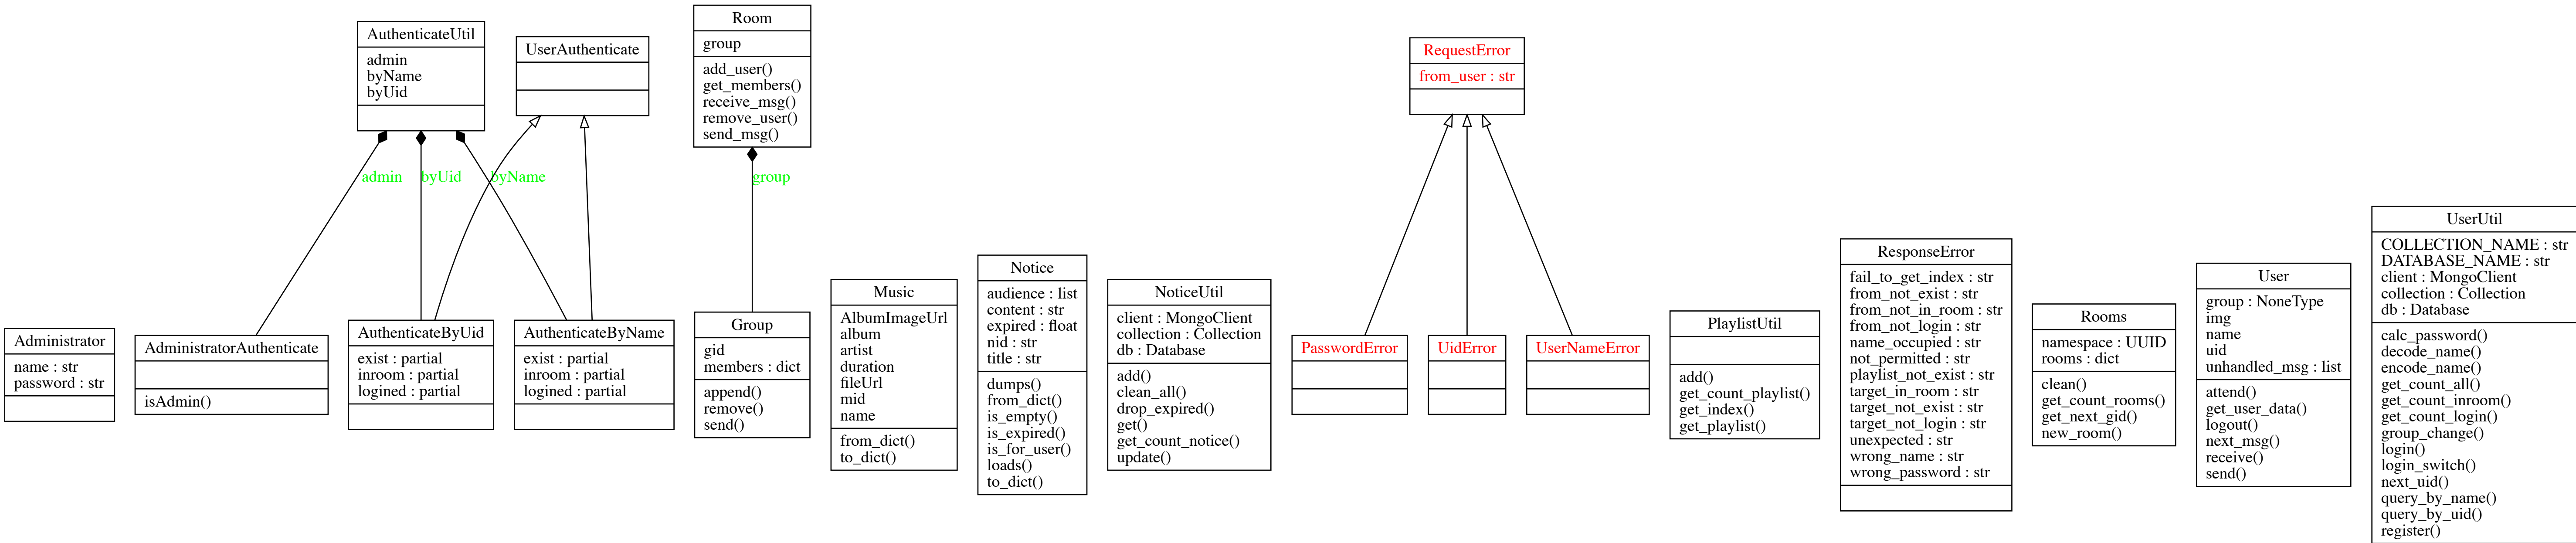 AuthenticateUtil
admin
byName
byUid
UserAuthenticate
Room
group
add_user()
get_members()
receive_msg()
remove_user()
send_msg()
RequestError
from_user : str
admin
byUid
byName
group
Administrator
name : str
password : str
AdministratorAuthenticate
isAdmin()
AuthenticateByUid
exist : partial
inroom : partial
logined : partial
AuthenticateByName
exist : partial
inroom : partial
logined : partial
Group
gid
members : dict
append()
remove()
send()
Music
AlbumImageUrl
album
artist
duration
fileUrl
mid
name
from_dict()
to_dict()
Notice
audience : list
content : str
expired : float
nid : str
title : str
dumps()
from_dict()
is_empty()
is_expired()
is_for_user()
loads()
to_dict()
NoticeUtil
client : MongoClient
collection : Collection
db : Database
add()
clean_all()
drop_expired()
get()
get_count_notice()
update()
PasswordError
UidError
UserNameError
PlaylistUtil
add()
get_count_playlist()
get_index()
get_playlist()
ResponseError
fail_to_get_index : str
from_not_exist : str
from_not_in_room : str
from_not_login : str
name_occupied : str
not_permitted : str
playlist_not_exist : str
target_in_room : str
target_not_exist : str
target_not_login : str
unexpected : str
wrong_name : str
wrong_password : str
Rooms
namespace : UUID
rooms : dict
clean()
get_count_rooms()
get_next_gid()
new_room()
User
group : NoneType
img
name
uid
unhandled_msg : list
attend()
get_user_data()
logout()
next_msg()
receive()
send()
UserUtil
COLLECTION_NAME : str
DATABASE_NAME : str
client : MongoClient
collection : Collection
db : Database
calc_password()
decode_name()
encode_name()
get_count_all()
get_count_inroom()
get_count_login()
group_change()
login()
login_switch()
next_uid()
query_by_name()
query_by_uid()
register()